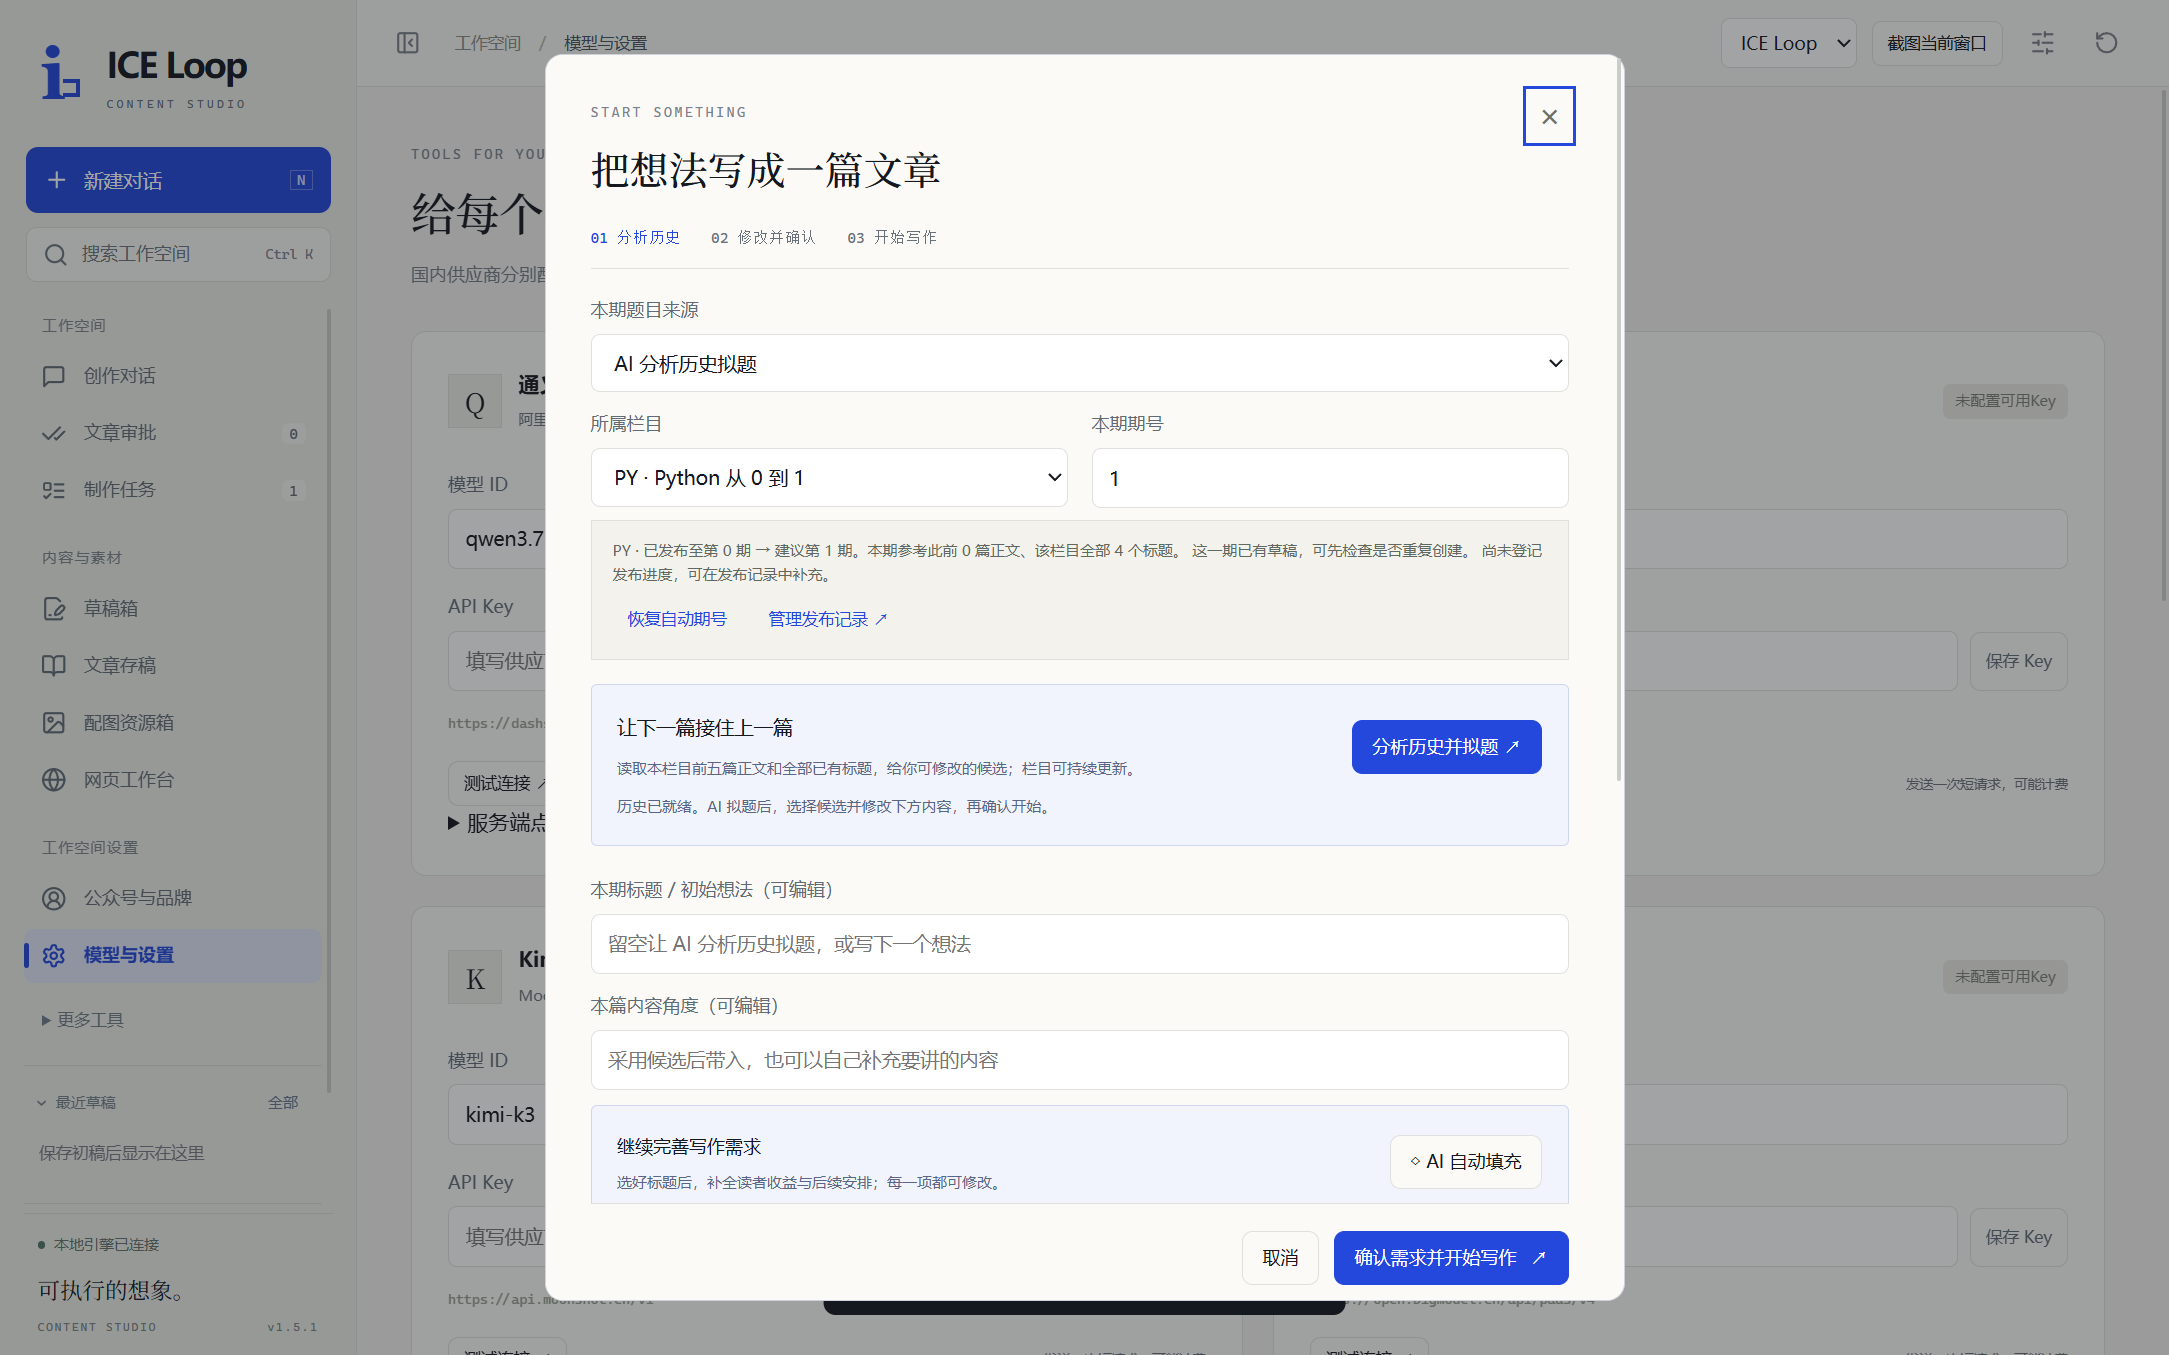 ICE Loop
CONTENT STUDIO
新建对话
N
搜索工作空间
Ctrl K
工作空间
创作对话
文章审批
0
制作任务
1
内容与素材
草稿箱
文章存稿
配图资源箱
网页工作台
工作空间设置
公众号与品牌
模型与设置
更多工具
最近草稿
全部
保存初稿后显示在这里
本地引擎已连接
可执行的想象。
CONTENT STUDIO
v1.5.1
工作空间 / 模型与设置
ICE Loop
截图当前窗口
TOOLS FOR YOU
给每个
国内供应商分别
Q
阿里
未配置可用Key
模型 ID
qwen3.7
API Key
填写供应
保存 Key
https://dash
测试连接
发送一次短请求，可能计费
服务端点
K
未配置可用Key
模型 ID
kimi-k3
API Key
填写供应
保存 Key
START SOMETHING
把想法写成一篇文章
01 分析历史
02 修改并确认
03 开始写作
本期题目来源
AI 分析历史拟题
所属栏目
本期期号
PY · Python 从 0 到 1
1
PY · 已发布至第 0 期 → 建议第 1 期。本期参考此前 0 篇正文、该栏目全部 4 个标题。 这一期已有草稿，可先检查是否重复创建。 尚未登记
发布进度，可在发布记录中补充。
恢复自动期号
管理发布记录 ↗
让下一篇接住上一篇
读取本栏目前五篇正文和全部已有标题，给你可修改的候选；栏目可持续更新。
历史已就绪。AI 拟题后，选择候选并修改下方内容，再确认开始。
分析历史并拟题 ↗
本期标题 / 初始想法（可编辑）
留空让 AI 分析历史拟题，或写下一个想法
本篇内容角度（可编辑）
采用候选后带入，也可以自己补充要讲的内容
继续完善写作需求
选好标题后，补全读者收益与后续安排；每一项都可修改。
AI 自动填充
取消
确认需求并开始写作 ↗